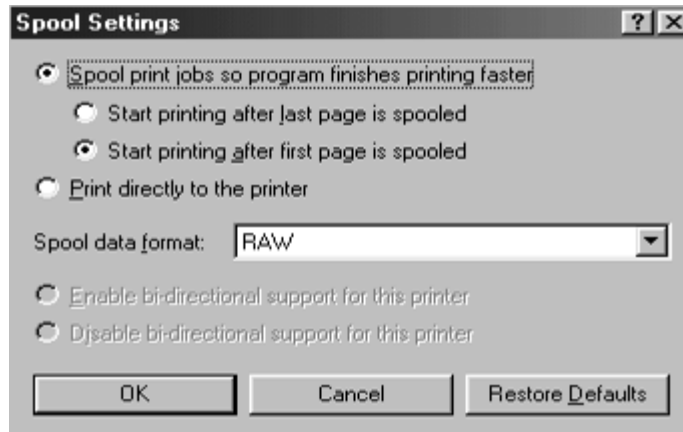 Spool Settings
Spool print jobs so program finishes printing faster
Start printing after last page is spooled
Start printing after first page is spooled
Print directly to the printer
Spool data format: RAW
Enable bi-directional support for this printer
Disable bi-directional support for this printer
OK Cancel Restore Defaults